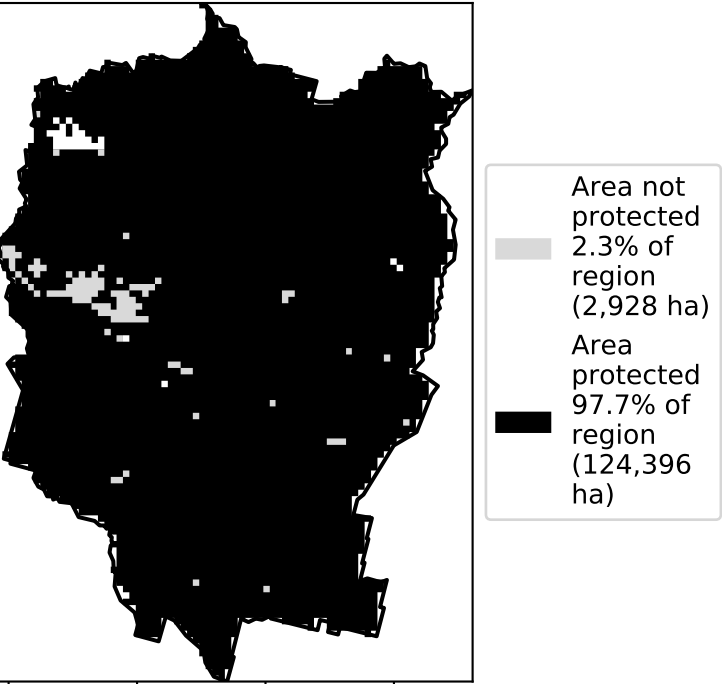 Area not
protected
2.3% of
region
(2,928 ha)
Area
protected
97.7% of
region
(124,396
ha)